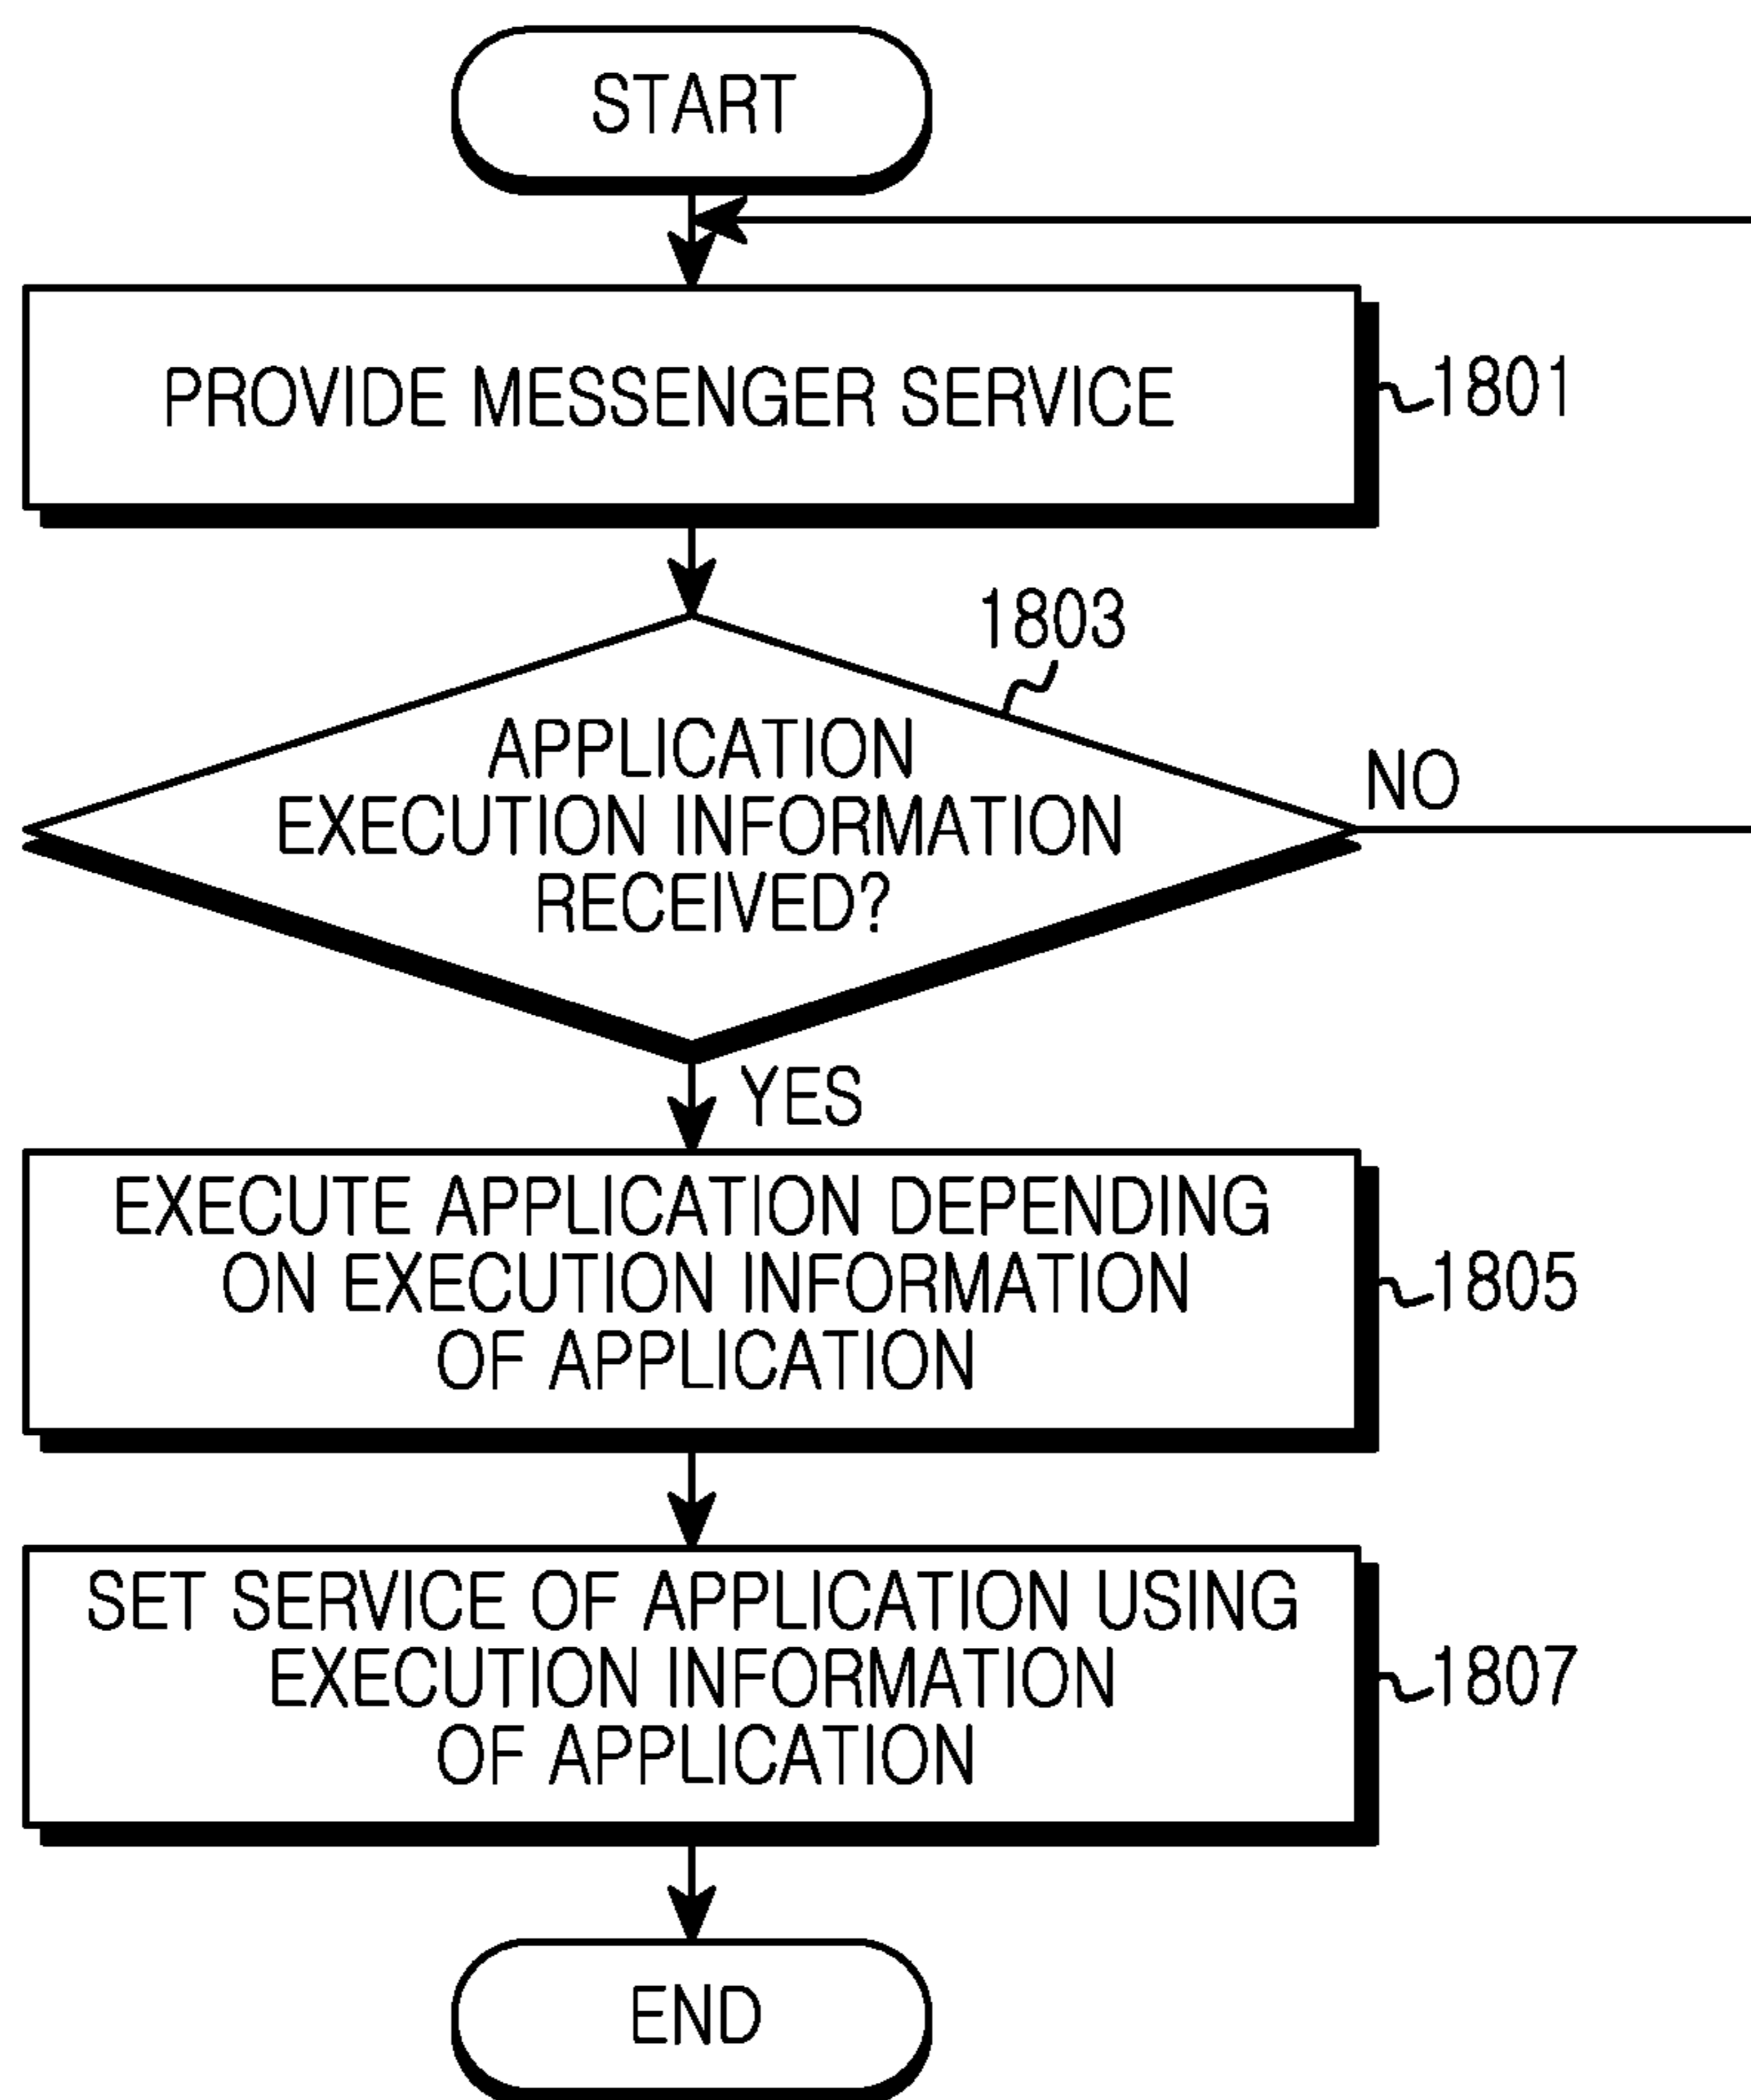 START
PROVIDE MESSENGER SERVICE
1801
1803
APPLICATION
EXECUTION INFORMATION
RECEIVED?
NO
YES
EXECUTE APPLICATION DEPENDING
ON EXECUTION INFORMATION
OF APPLICATION
1805
SET SERVICE OF APPLICATION USING
EXECUTION INFORMATION
OF APPLICATION
1807
END